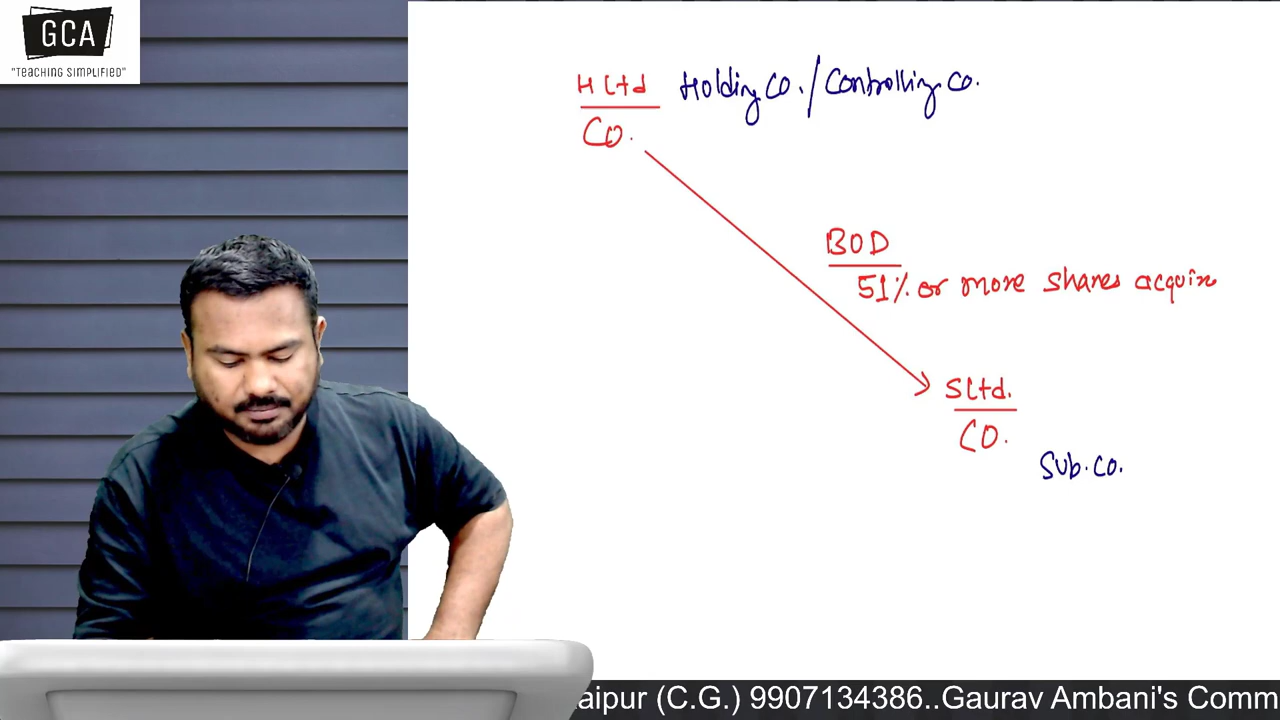 GCA
"TEACHING SIMPLIFIED"
H Ltd Holding Co. / Controlling Co.
Co.
BOD
51% or more shares acquire
S Ltd.
CO.
Sub. Co.
aipur (C.G.) 9907134386..Gaurav Ambani's Comm